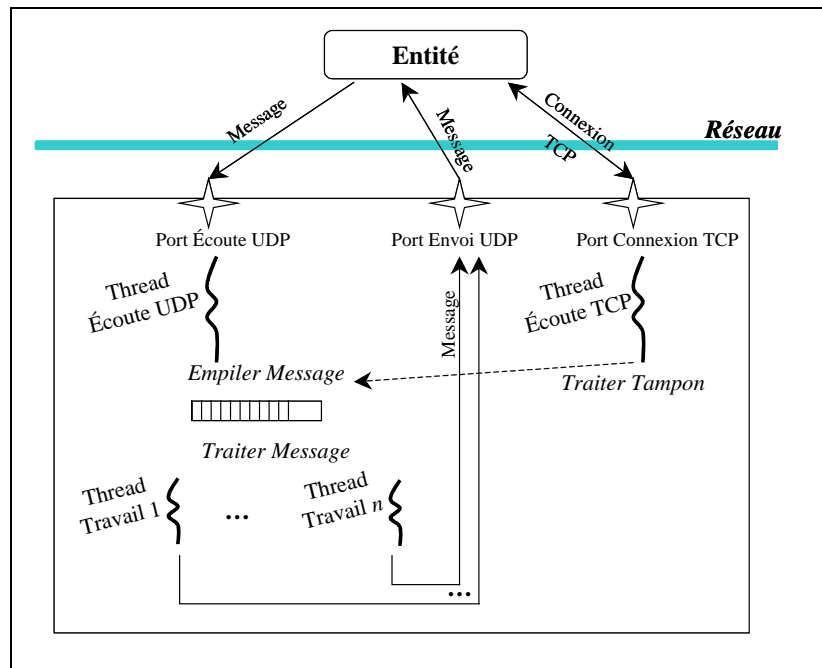 Entité
Message
Message
Connexion
TCP
Réseau
Port Écoute UDP
Port Envoi UDP
Port Connexion TCP
Thread
Écoute UDP
Message
Thread
Écoute TCP
Empiler Message
Traiter Tampon
Traiter Message
Thread
Travail 1
...
Thread
Travail n
...